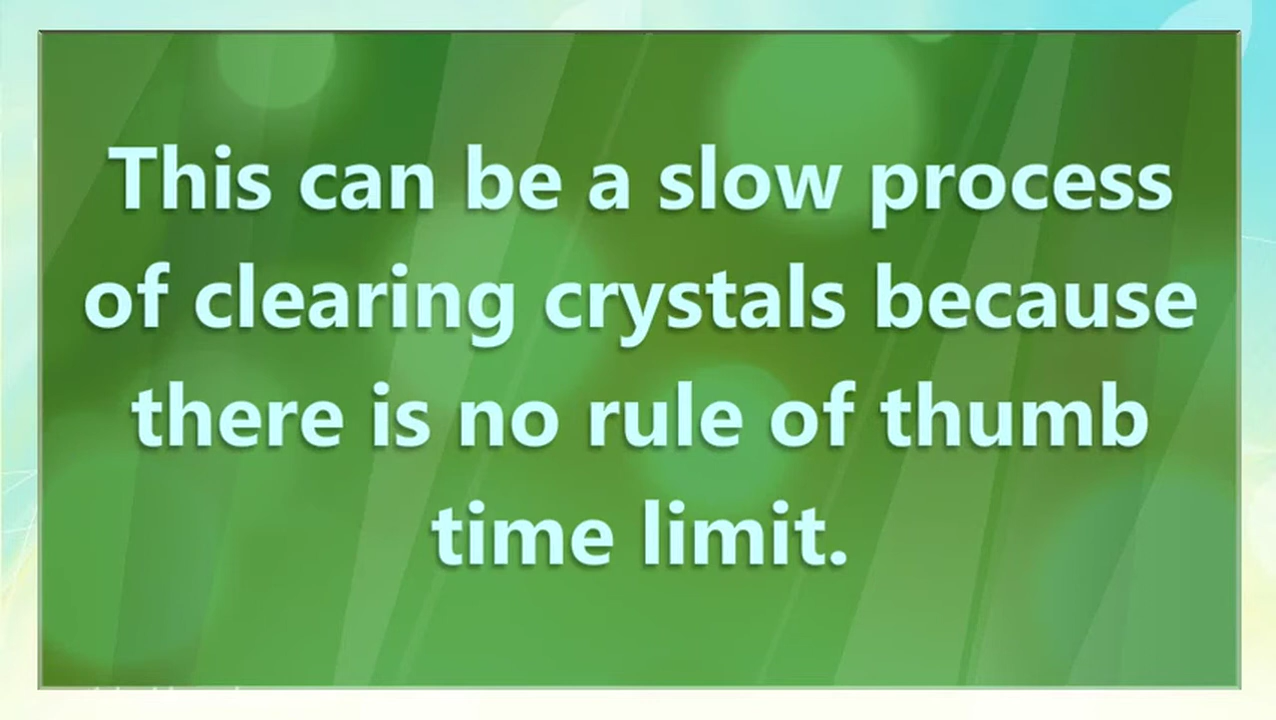 This can be a slow process
of clearing crystals because
there is no rule of thumb
time limit.